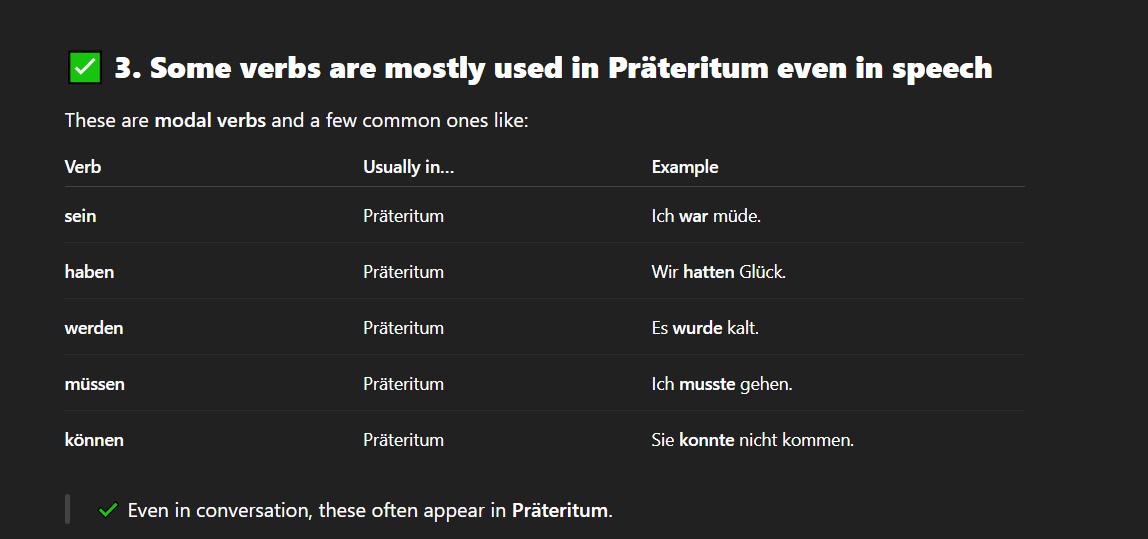 ✅ 3. Some verbs are mostly used in Präteritum even in speech
These are modal verbs and a few common ones like:
Verb Usually in... Example
sein Präteritum Ich war müde.
haben Präteritum Wir hatten Glück.
werden Präteritum Es wurde kalt.
müssen Präteritum Ich musste gehen.
können Präteritum Sie konnte nicht kommen.
✔ Even in conversation, these often appear in Präteritum.